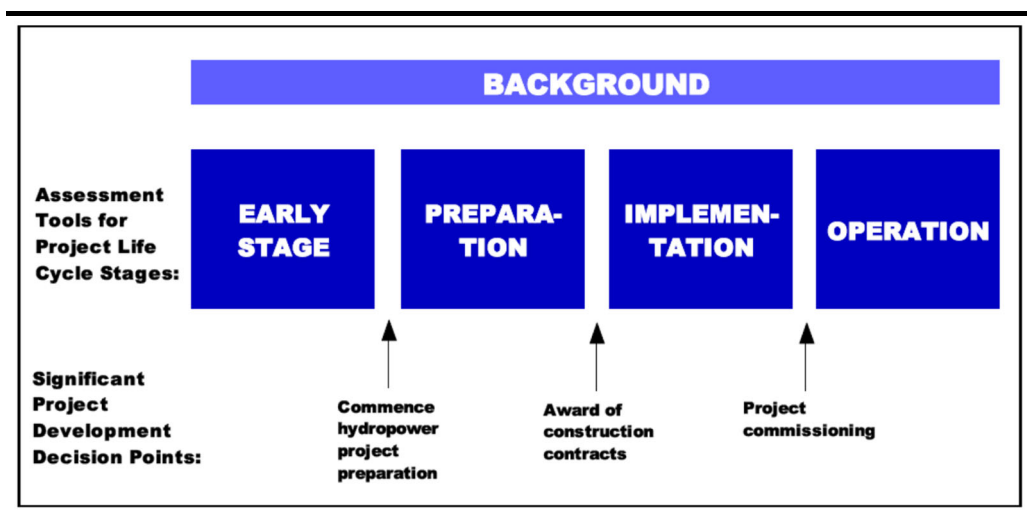 BACKGROUND
Assessment
Tools for
Project Life
Cycle Stages:
EARLY
STAGE
PREPARA-
TION
IMPLEMEN-
TATION
OPERATION
Significant
Project
Development
Decision Points:
Commence
hydropower
project
preparation
Award of
construction
contracts
Project
commissioning